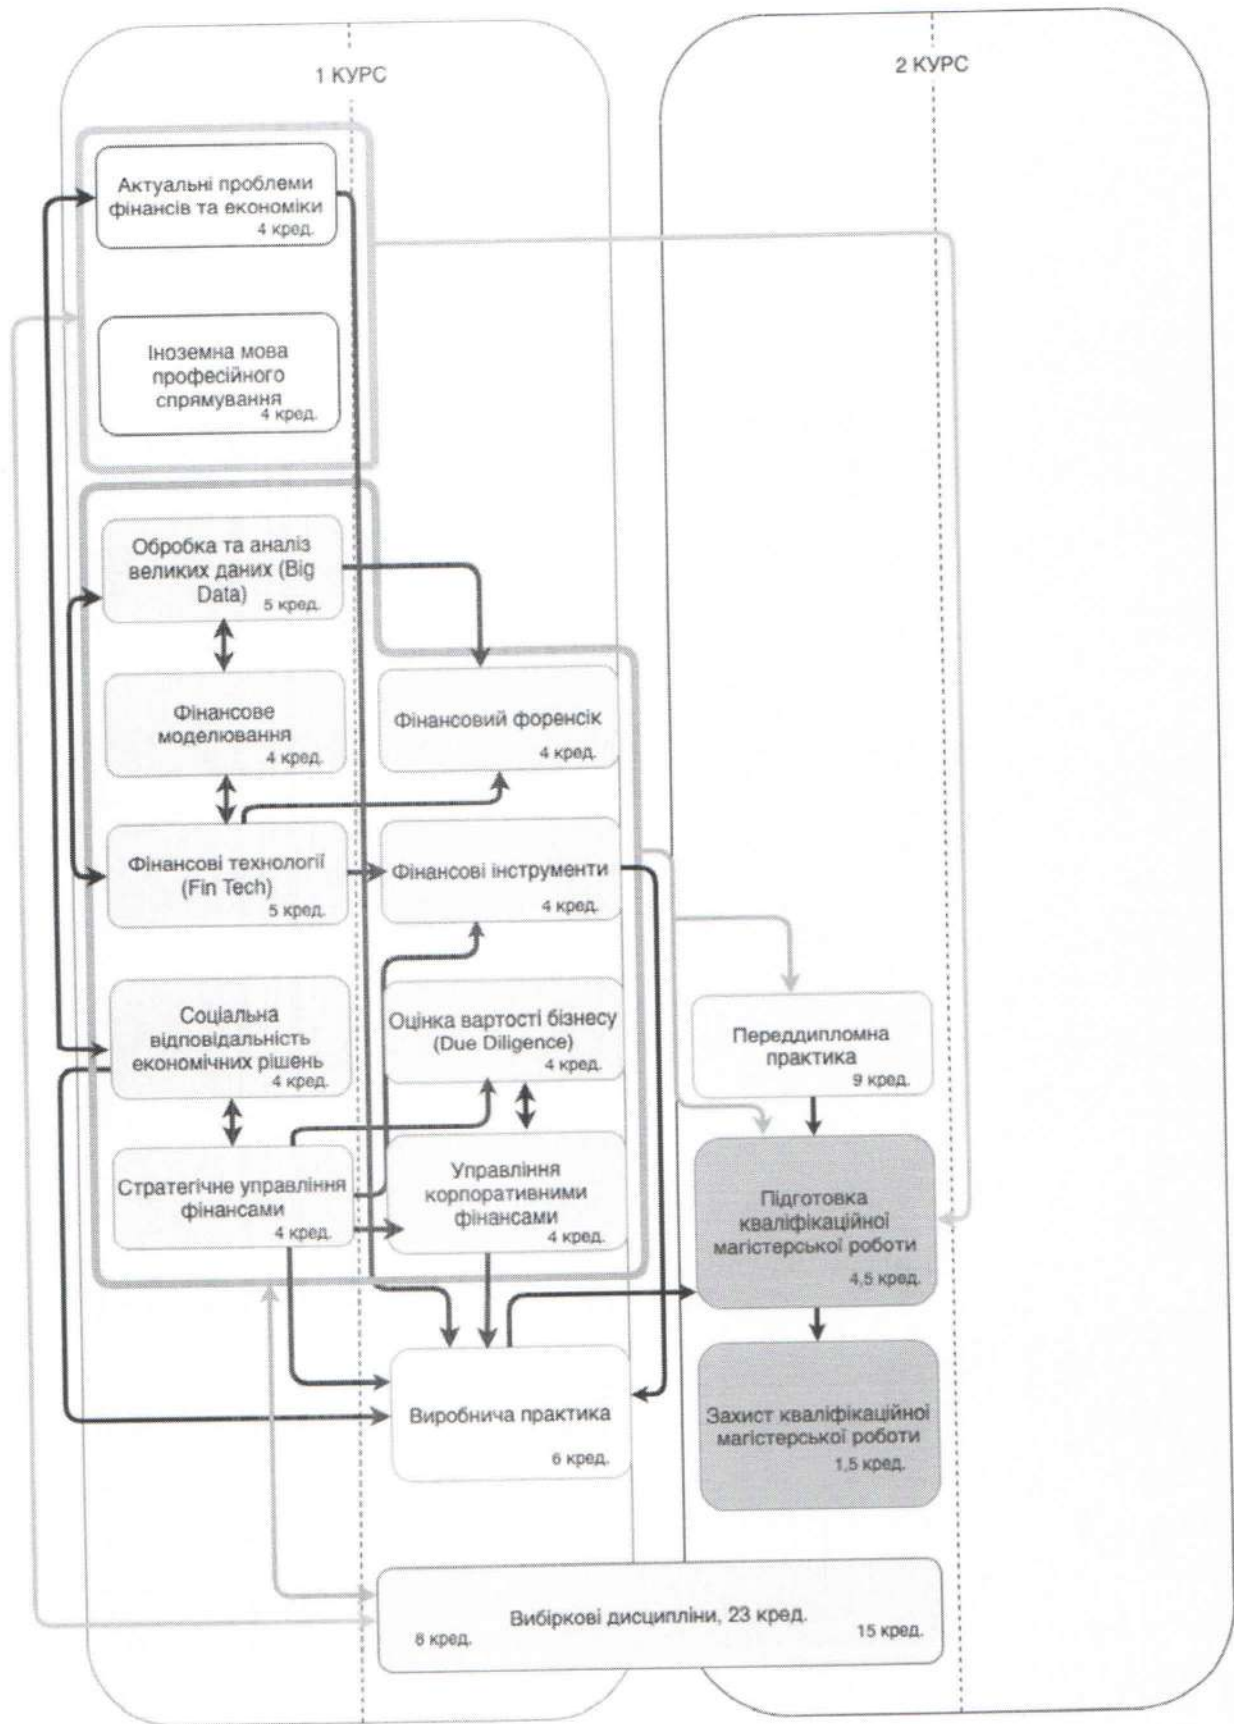 1 КУРС
2 КУРС
Актуальні проблеми
фінансів та економіки
4 кред.
Іноземна мова
професійного
спрямування
4 кред.
Обробка та аналіз
великих даних (Big
Data)
5 кред.
Фінансове
моделювання
4 кред.
Фінансовий форенсік
4 кред.
Фінансові технології
(Fin Tech)
5 кред.
Фінансові інструменти
4 кред.
Соціальна
відповідальність
економічних рішень
4 кред.
Оцінка вартості бізнесу
(Due Diligence)
4 кред.
Переддипломна
практика
9 кред.
Стратегічне управління
фінансами
4 кред.
Управління
корпоративними
фінансами
4 кред.
Підготовка
кваліфікаційної
магістерської роботи
4,5 кред.
Виробнича практика
6 кред.
Захист кваліфікаційної
магістерської роботи
1,5 кред.
Вибіркові дисципліни, 23 кред.
8 кред.
15 кред.